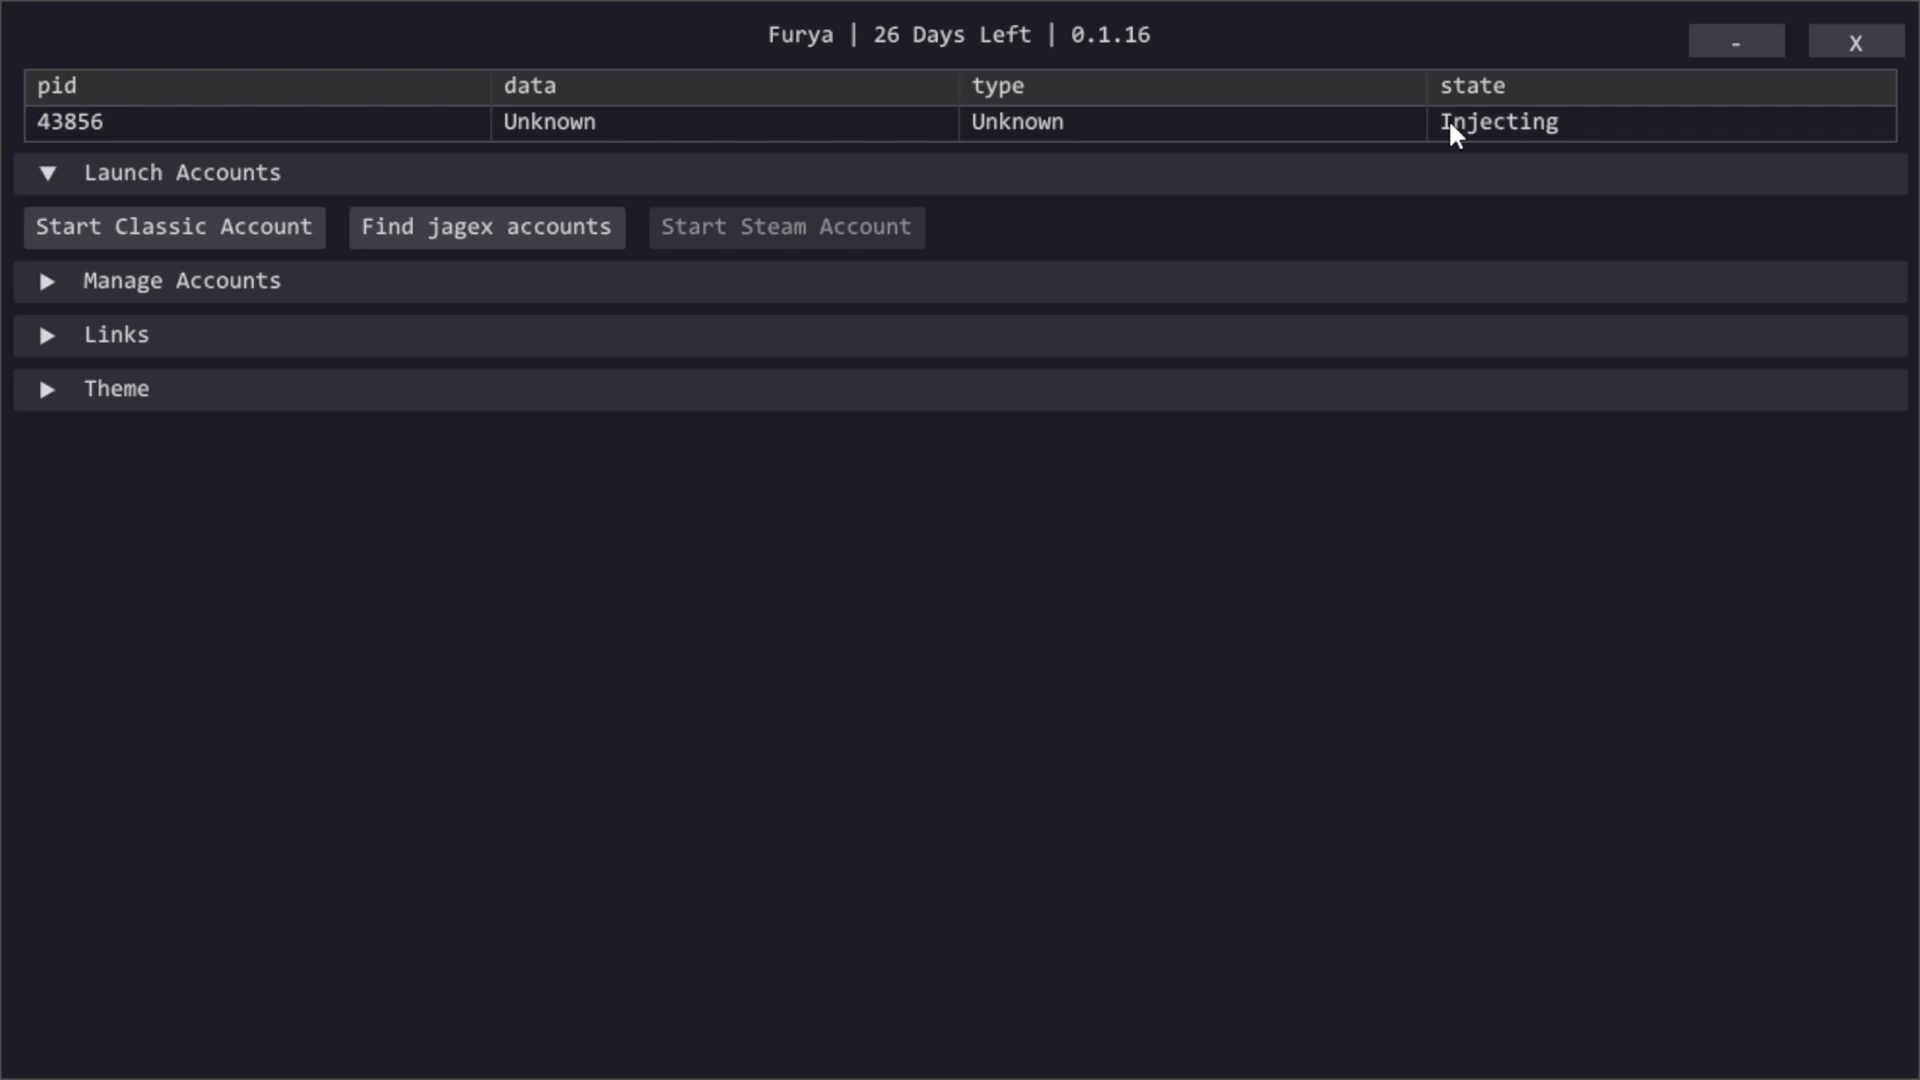 Furya | 26 Days Left | 0.1.16
- X
pid data type state
43856 Unknown Unknown Injecting
Launch Accounts
Start Classic Account Find jagex accounts Start Steam Account
Manage Accounts
Links
Theme